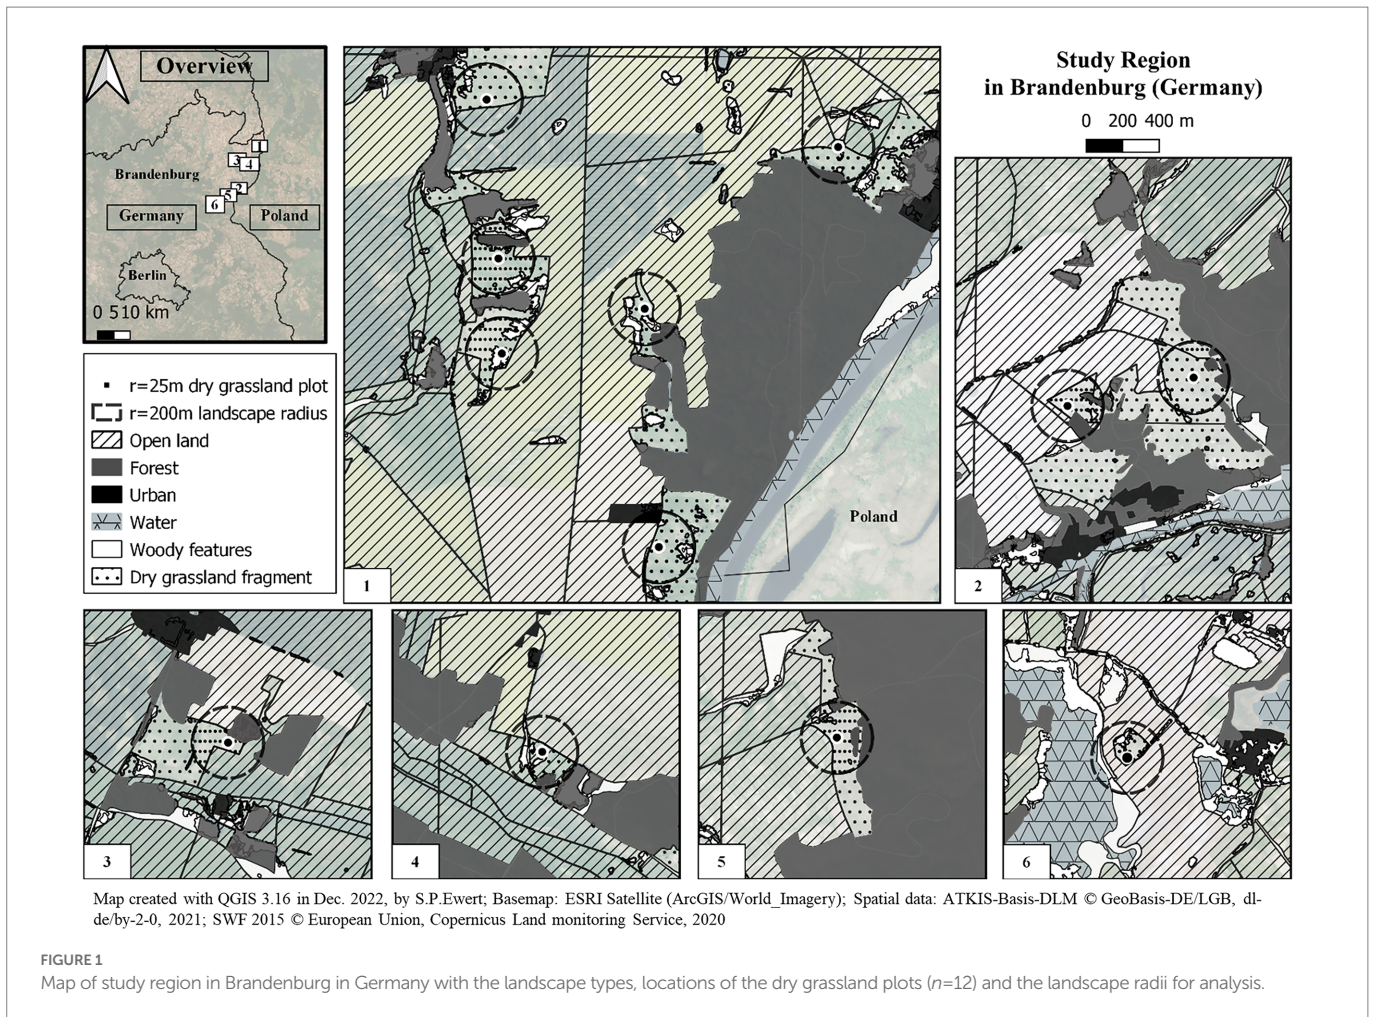 Overview
Brandenburg
Germany
Poland
Berlin
0 5 10 km
1
3
4
2
5
6
r=25m dry grassland plot
r=200m landscape radius
Open land
Forest
Urban
Water
Woody features
Dry grassland fragment
Poland
1
Study Region
in Brandenburg (Germany)
0 200 400 m
2
3
4
5
6
Map created with QGIS 3.16 in Dec. 2022, by S.P.Ewert; Basemap: ESRI Satellite (ArcGIS/World_Imagery); Spatial data: ATKIS-Basis-DLM © GeoBasis-DE/LGB, dl-
de/by-2-0, 2021; SWF 2015 © European Union, Copernicus Land monitoring Service, 2020
FIGURE 1
Map of study region in Brandenburg in Germany with the landscape types, locations of the dry grassland plots (n=12) and the landscape radii for analysis.